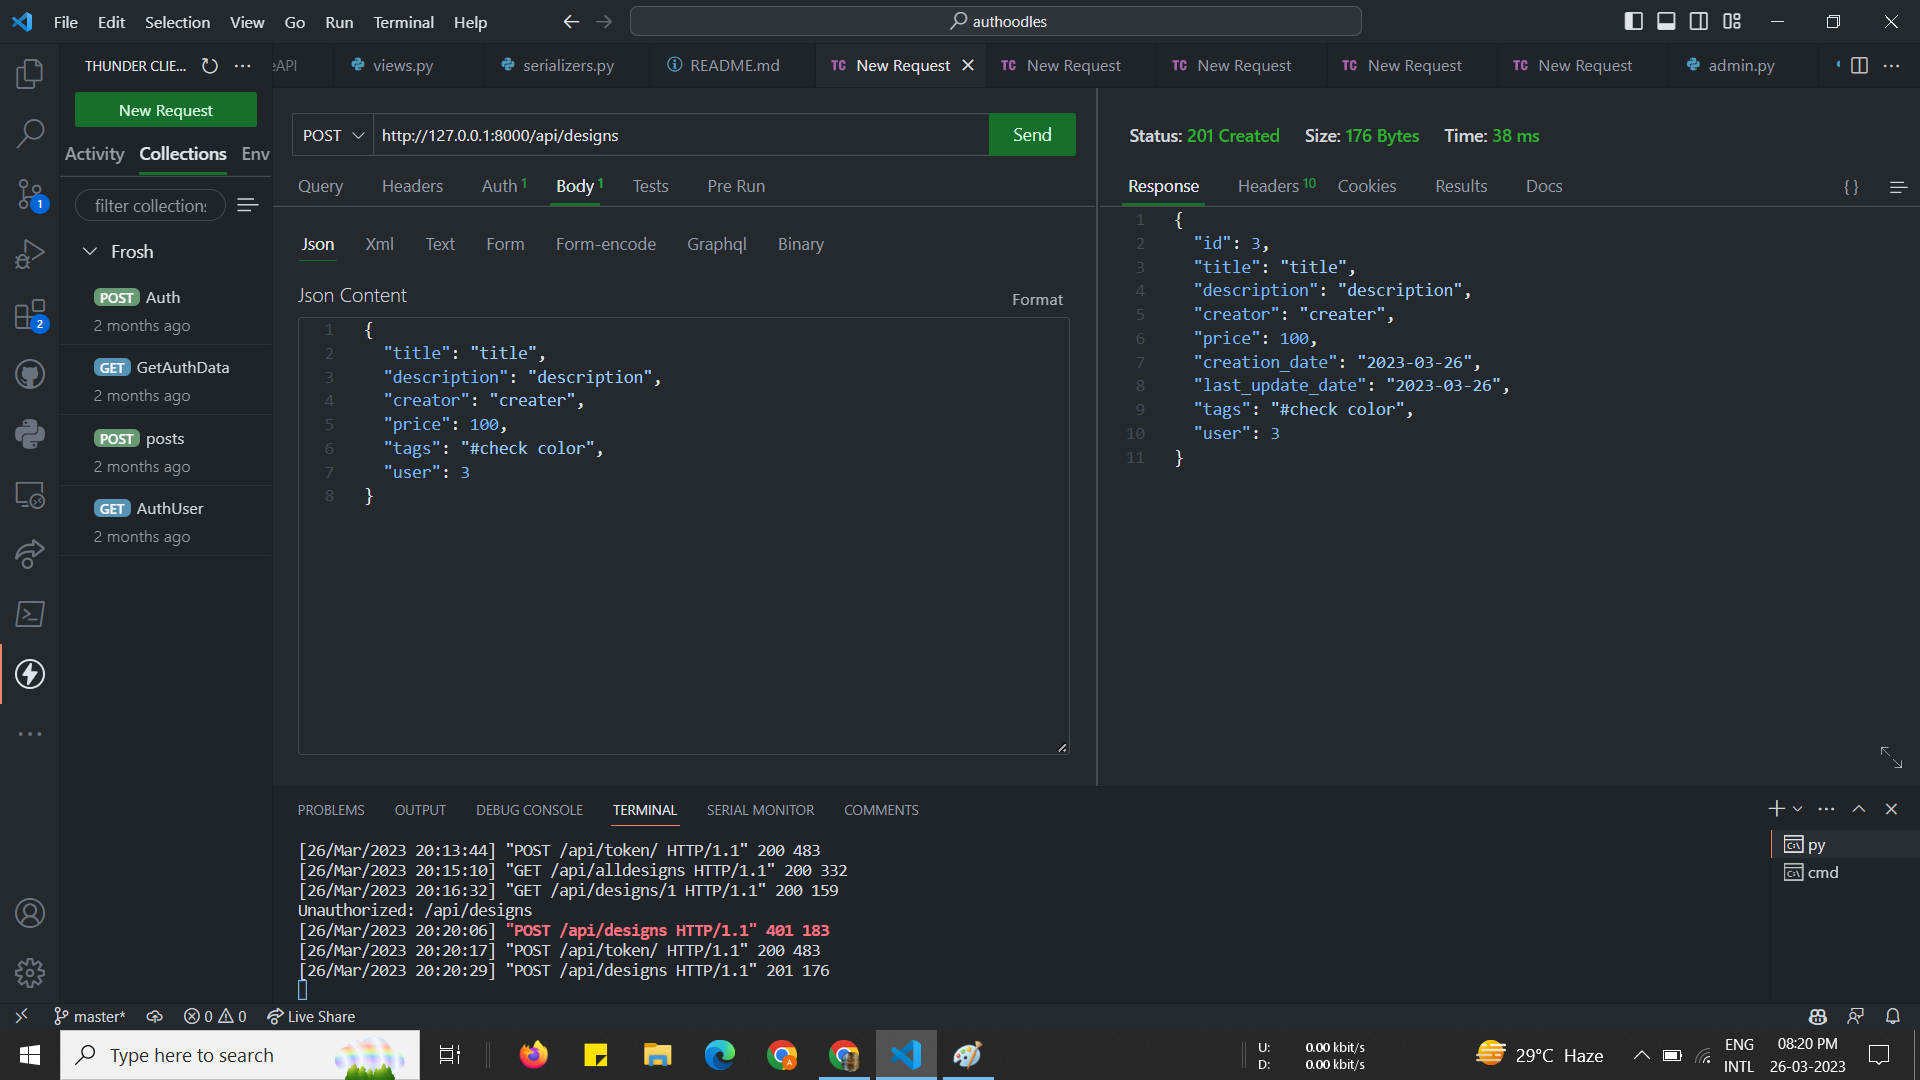 File Edit Selection View Go Run Terminal Help
authoodles
THUNDER CLIE...
eAPI
views.py
serializers.py
README.md
TC New Request
TC New Request
TC New Request
TC New Request
TC New Request
admin.py
New Request
Activity Collections Env
filter collections
Frosh
POST Auth
2 months ago
GET GetAuthData
2 months ago
POST posts
2 months ago
GET AuthUser
2 months ago
1
2
POST http://127.0.0.1:8000/api/designs Send
Query Headers Auth 1 Body 1 Tests Pre Run
Json Xml Text Form Form-encode Graphql Binary
Json Content
Format
1 {
2 "title": "title",
3 "description": "description",
4 "creator": "creater",
5 "price": 100,
6 "tags": "#check color",
7 "user": 3
8 }
Status: 201 Created Size: 176 Bytes Time: 38 ms
Response Headers 10 Cookies Results Docs { }
1 {
2 "id": 3,
3 "title": "title",
4 "description": "description",
5 "creator": "creater",
6 "price": 100,
7 "creation_date": "2023-03-26",
8 "last_update_date": "2023-03-26",
9 "tags": "#check color",
10 "user": 3
11 }
PROBLEMS OUTPUT DEBUG CONSOLE TERMINAL SERIAL MONITOR COMMENTS
[26/Mar/2023 20:13:44] "POST /api/token/ HTTP/1.1" 200 483
[26/Mar/2023 20:15:10] "GET /api/alldesigns HTTP/1.1" 200 332
[26/Mar/2023 20:16:32] "GET /api/designs/1 HTTP/1.1" 200 159
Unauthorized: /api/designs
[26/Mar/2023 20:20:06] "POST /api/designs HTTP/1.1" 401 183
[26/Mar/2023 20:20:17] "POST /api/token/ HTTP/1.1" 200 483
[26/Mar/2023 20:20:29] "POST /api/designs HTTP/1.1" 201 176
py
cmd
master* 0 0 Live Share
Type here to search
U: 0.00 kbit/s
D: 0.00 kbit/s
29°C Haze
ENG
INTL
08:20 PM
26-03-2023